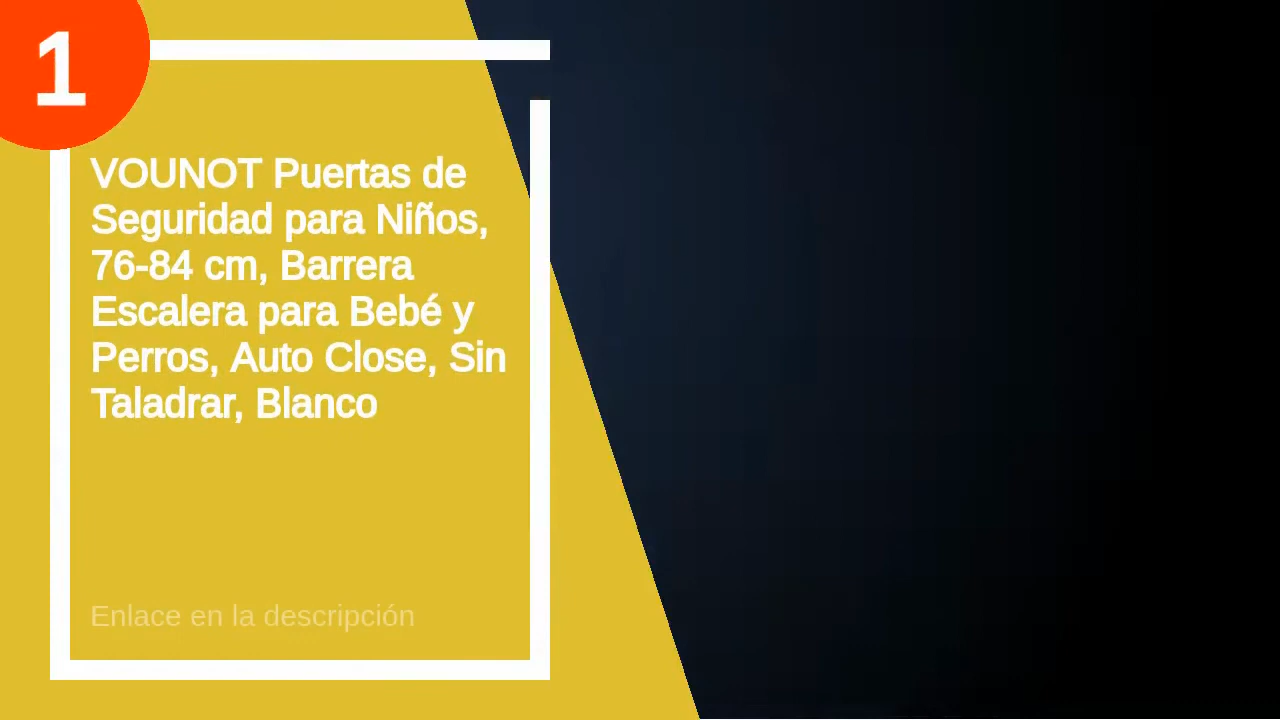 1
VOUNOT Puertas de
Seguridad para Niños,
76-84 cm, Barrera
Escalera para Bebé y
Perros, Auto Close, Sin
Taladrar, Blanco
Enlace en la descripción